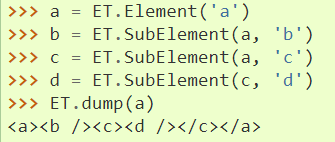 >>> a = ET.Element('a')
>>> b = ET.SubElement(a, 'b')
>>> c = ET.SubElement(a, 'c')
>>> d = ET.SubElement(c, 'd')
>>> ET.dump(a)
<a><b /><c><d /></c></a>